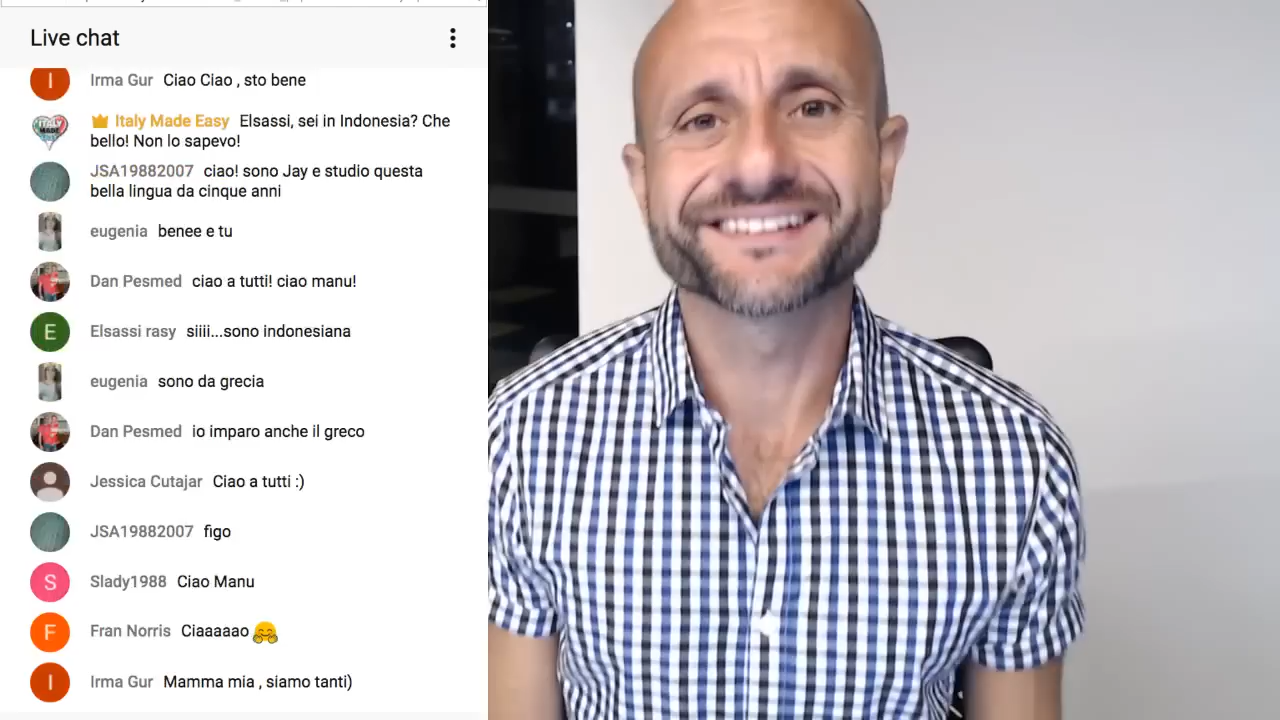 Live chat
Irma Gur Ciao Ciao , sto bene
Italy Made Easy Elsassi, sei in Indonesia? Che
bello! Non lo sapevo!
JSA19882007 ciao! sono Jay e studio questa
bella lingua da cinque anni
eugenia benee e tu
Dan Pesmed ciao a tutti! ciao manu!
E
Elsassi rasy siiii...sono indonesiana
eugenia sono da grecia
Dan Pesmed io imparo anche il greco
Jessica Cutajar Ciao a tutti :)
JSA19882007 figo
S
Slady1988 Ciao Manu
F
Fran Norris Ciaaaaao 🤗
I
Irma Gur Mamma mia , siamo tanti)